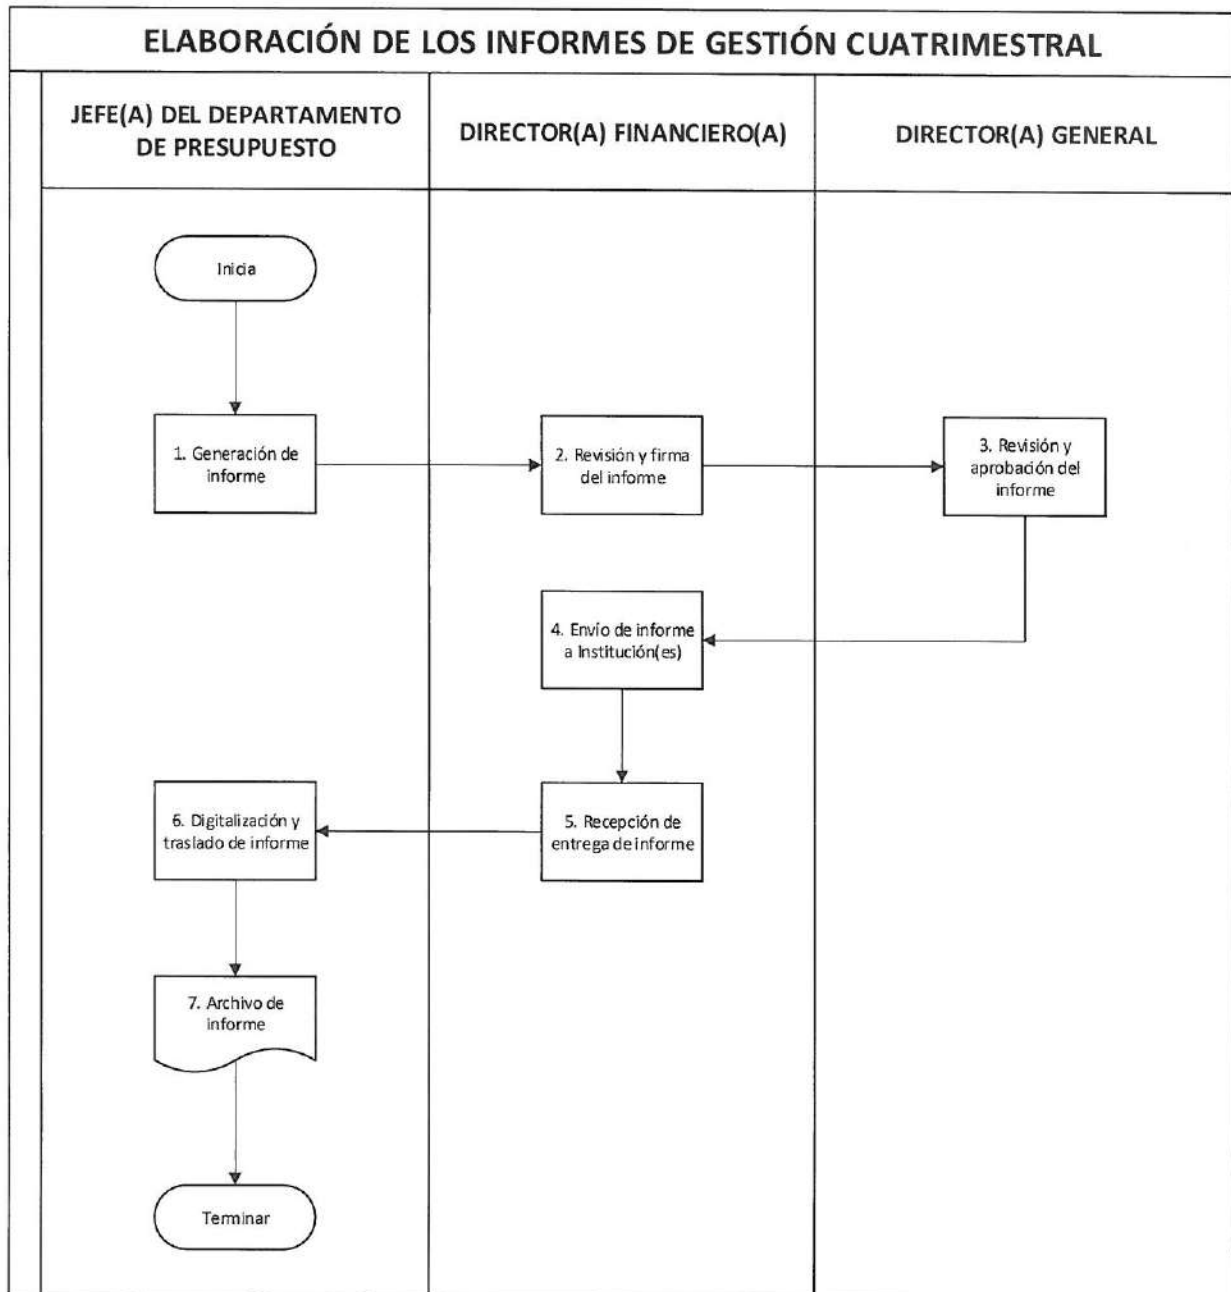 ELABORACIÓN DE LOS INFORMES DE GESTIÓN CUATRIMESTRAL
JEFE(A) DEL DEPARTAMENTO
DE PRESUPUESTO
DIRECTOR(A) FINANCIERO(A)
DIRECTOR(A) GENERAL
Inicia
1. Generación de
informe
2. Revisión y firma
del informe
3. Revisión y
aprobación del
informe
4. Envío de informe
a Institución(es)
5. Recepción de
entrega de informe
6. Digitalización y
traslado de informe
7. Archivo de
informe
Terminar